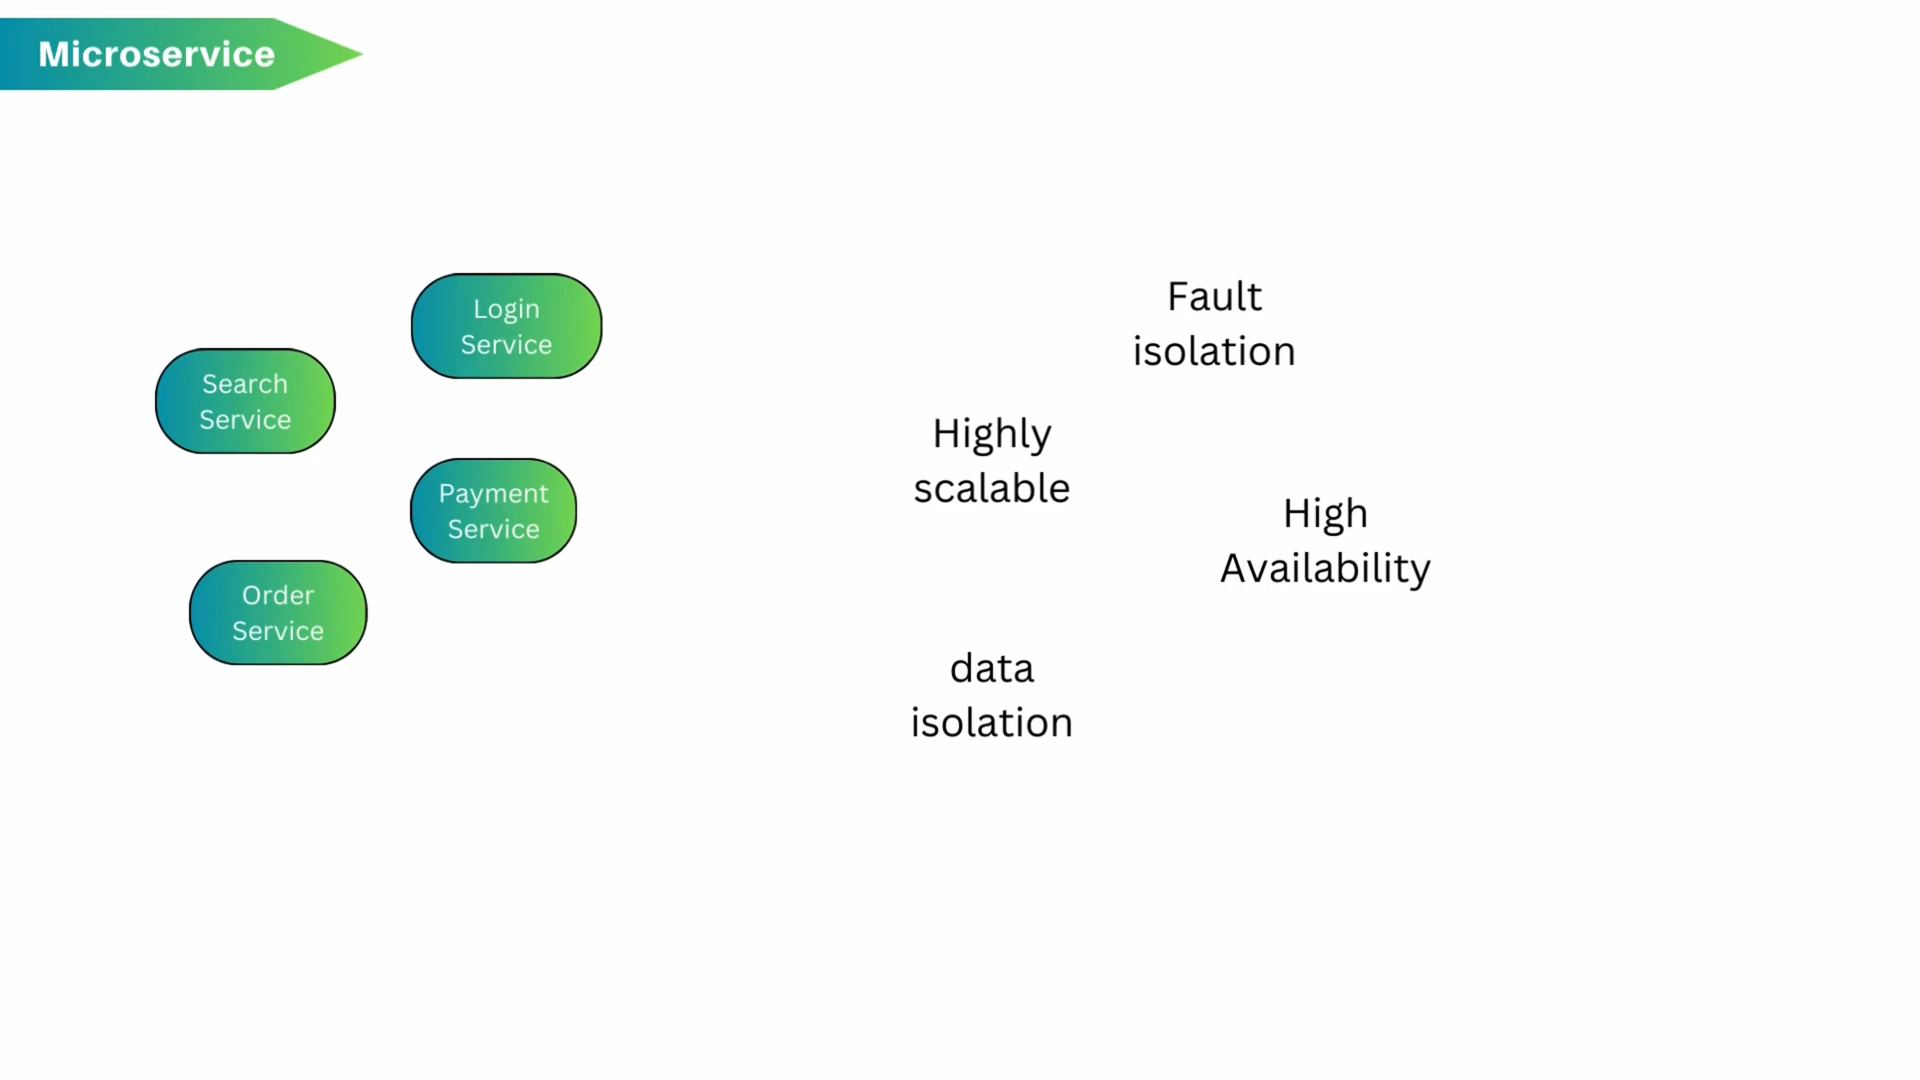 Microservice
Login
Service
Search
Service
Payment
Service
Order
Service
Fault
isolation
Highly
scalable
High
Availability
data
isolation